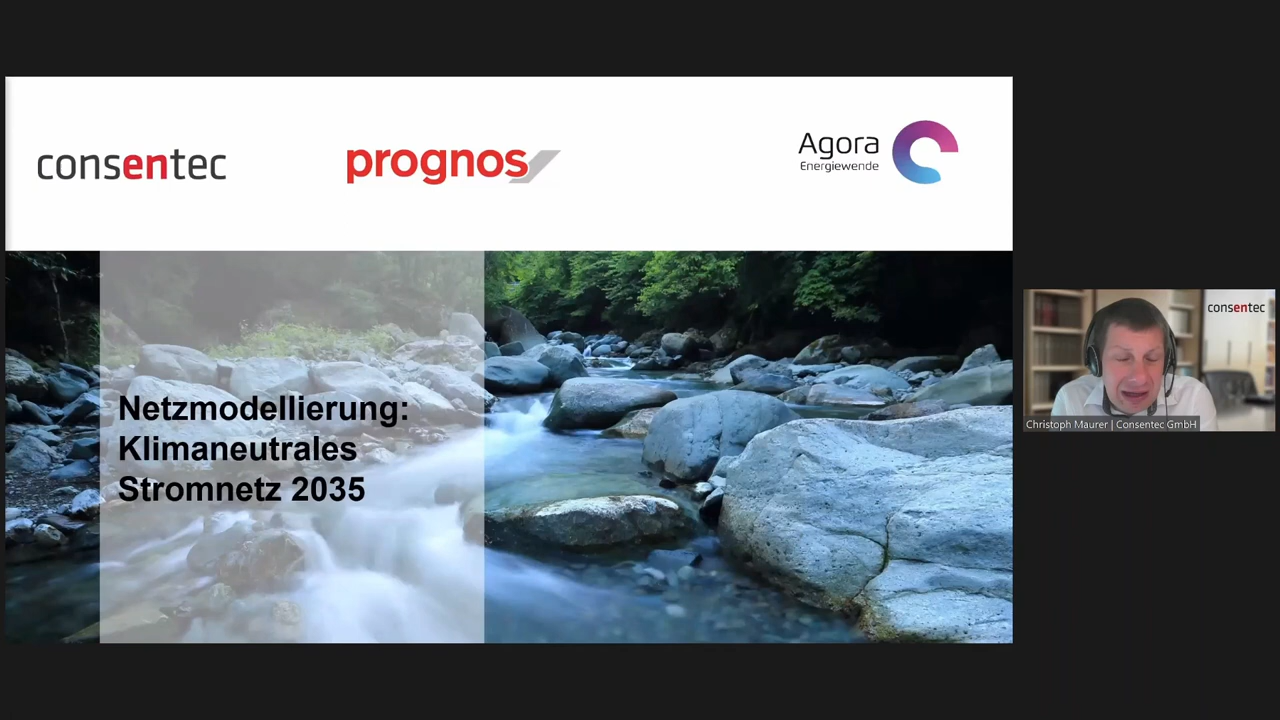 consentec
prognos
Agora
Energiewende
Netzmodellierung:
Klimaneutrales
Stromnetz 2035
consentec
Christoph Maurer | Consentec GmbH